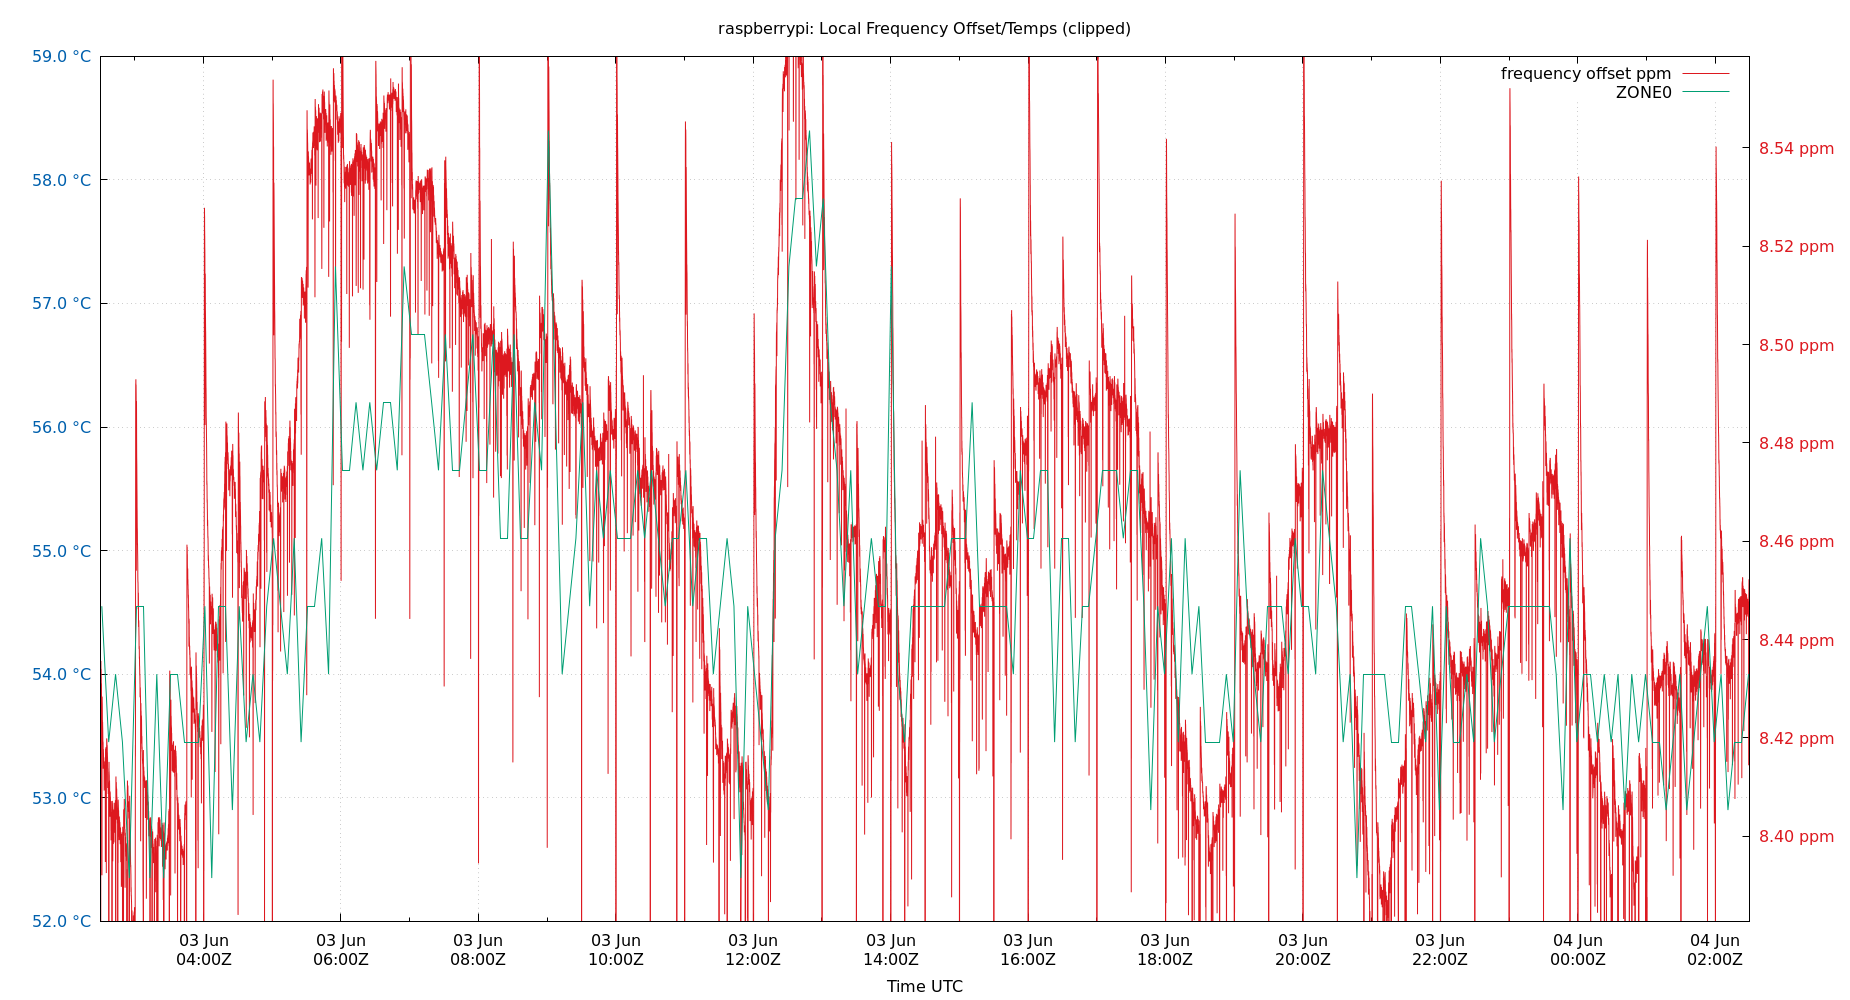 raspberrypi: Local Frequency Offset/Temps (clipped)
frequency offset ppm
ZONE0
59.0 °C
58.0 °C
57.0 °C
56.0 °C
55.0 °C
54.0 °C
53.0 °C
52.0 °C
8.54 ppm
8.52 ppm
8.50 ppm
8.48 ppm
8.46 ppm
8.44 ppm
8.42 ppm
8.40 ppm
03 Jun
04:00Z
03 Jun
06:00Z
03 Jun
08:00Z
03 Jun
10:00Z
03 Jun
12:00Z
03 Jun
14:00Z
03 Jun
16:00Z
03 Jun
18:00Z
03 Jun
20:00Z
03 Jun
22:00Z
04 Jun
00:00Z
04 Jun
02:00Z
Time UTC